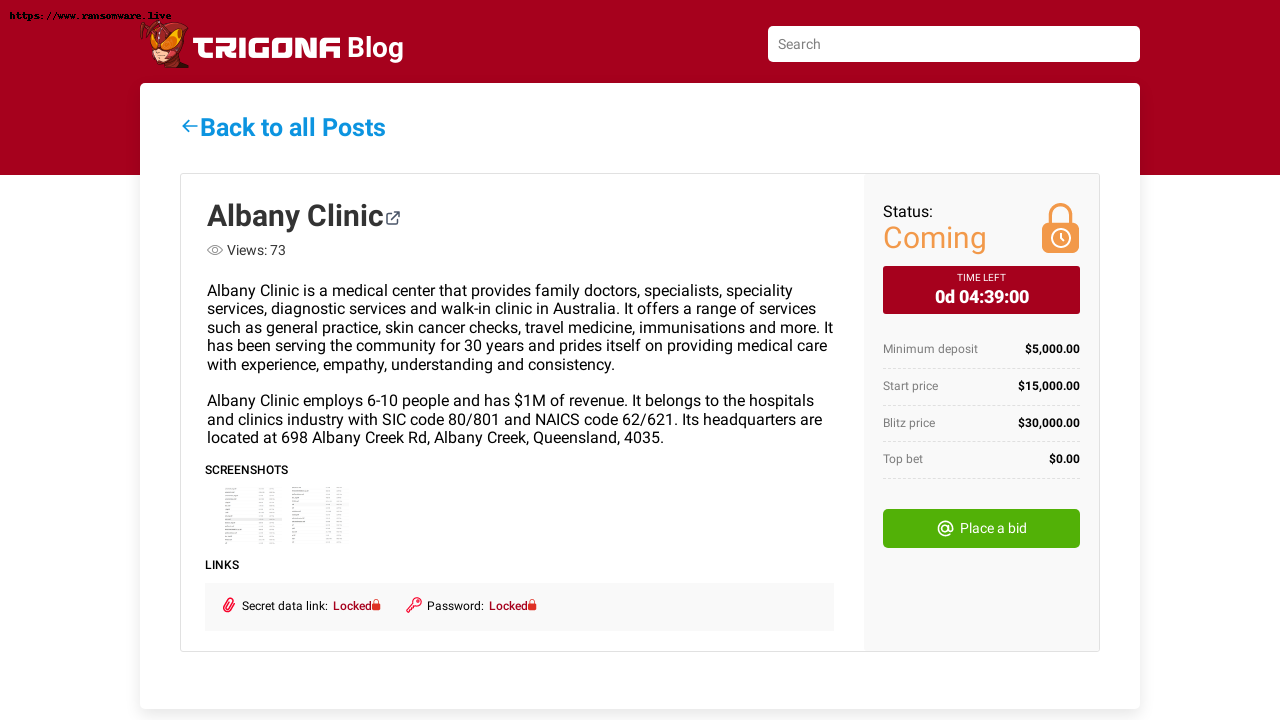 https://www.ransomware.live
TRIGONA Blog
Search
Back to all Posts
Albany Clinic
Views: 73
Albany Clinic is a medical center that provides family doctors, specialists, speciality
services, diagnostic services and walk-in clinic in Australia. It offers a range of services
such as general practice, skin cancer checks, travel medicine, immunisations and more. It
has been serving the community for 30 years and prides itself on providing medical care
with experience, empathy, understanding and consistency.
Albany Clinic employs 6-10 people and has $1M of revenue. It belongs to the hospitals
and clinics industry with SIC code 80/801 and NAICS code 62/621. Its headquarters are
located at 698 Albany Creek Rd, Albany Creek, Queensland, 4035.
SCREENSHOTS
LINKS
Secret data link: Locked
Password: Locked
Status:
Coming
TIME LEFT
0d 04:39:00
Minimum deposit $5,000.00
Start price $15,000.00
Blitz price $30,000.00
Top bet $0.00
Place a bid